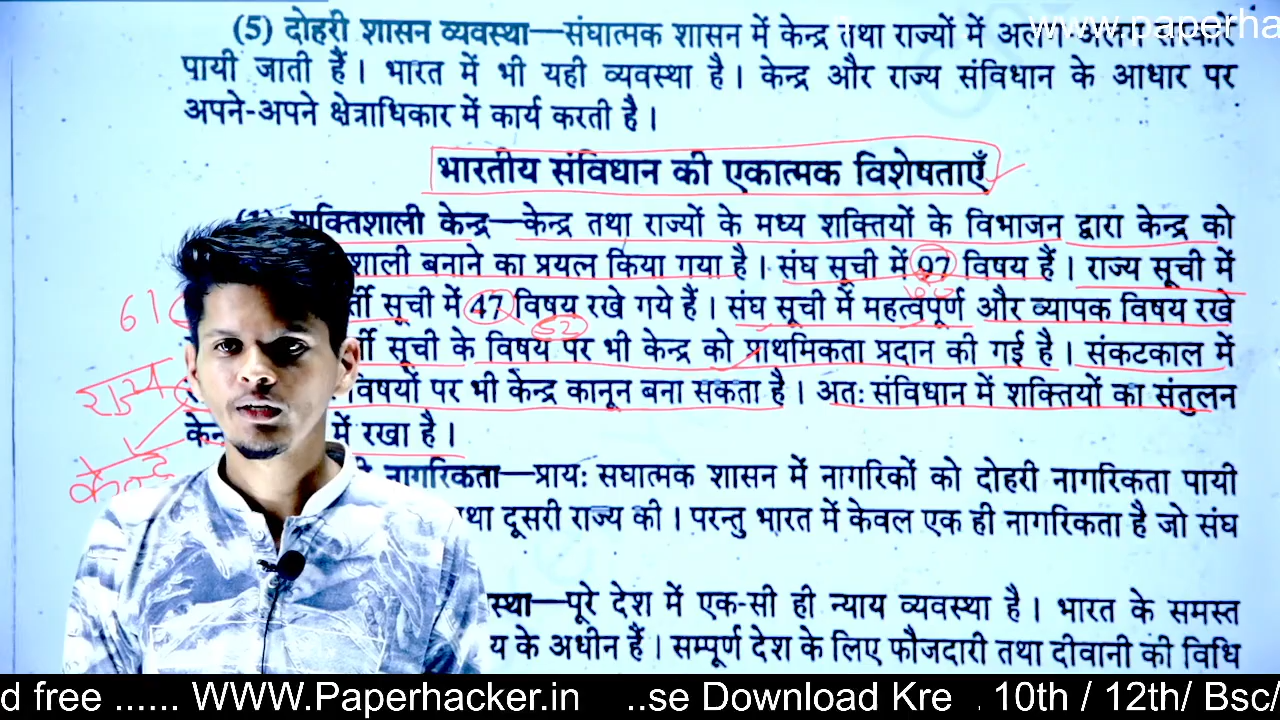 www.paperha
(5) दोहरी शासन व्यवस्था—संघात्मक शासन में केन्द्र तथा राज्यों में अलग-अलग सरकारें
पायी जाती हैं। भारत में भी यही व्यवस्था है। केन्द्र और राज्य संविधान के आधार पर
अपने-अपने क्षेत्राधिकार में कार्य करती है।
भारतीय संविधान की एकात्मक विशेषताएँ
शक्तिशाली केन्द्र—केन्द्र तथा राज्यों के मध्य शक्तियों के विभाजन द्वारा केन्द्र को
शाली बनाने का प्रयत्न किया गया है। संघ सूची में 97 विषय हैं। राज्य सूची में
100
61 र्ती सूची में 47 विषय रखे गये हैं। संघ सूची में महत्वपूर्ण और व्यापक विषय रखे
52
र्ती सूची के विषय पर भी केन्द्र को प्राथमिकता प्रदान की गई है। संकटकाल में
राज्य विषयों पर भी केन्द्र कानून बना सकता है। अतः संविधान में शक्तियों का संतुलन
केन में रखा है।
केन्द्र नागरिकता—प्रायः सघात्मक शासन में नागरिकों को दोहरी नागरिकता पायी
था दूसरी राज्य की। परन्तु भारत में केवल एक ही नागरिकता है जो संघ
स्था—पूरे देश में एक-सी ही न्याय व्यवस्था है। भारत के समस्त
य के अधीन हैं। सम्पूर्ण देश के लिए फौजदारी तथा दीवानी की विधि
d free ...... WWW.Paperhacker.in ..se Download Kre . 10th / 12th/ Bsc/